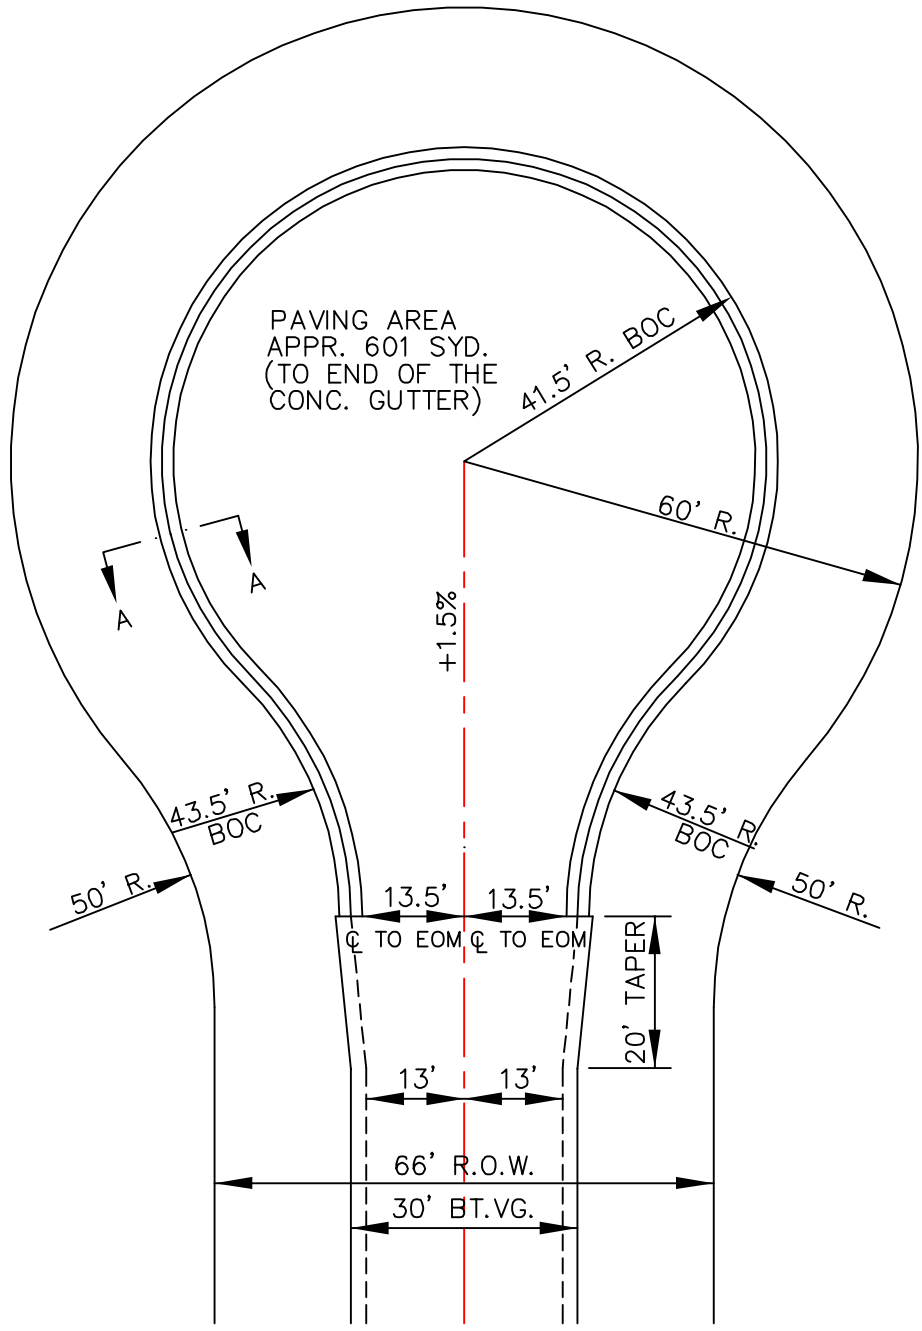 PAVING AREA
APPR. 601 SYD.
(TO END OF THE
CONC. GUTTER)
41.5' R. BOC
60' R.
A
A
+1.5%
43.5' R.
BOC
43.5' R.
BOC
50' R.
50' R.
13.5'
13.5'
℄ TO EOM
℄ TO EOM
20' TAPER
13'
13'
66' R.O.W.
30' BT.VG.